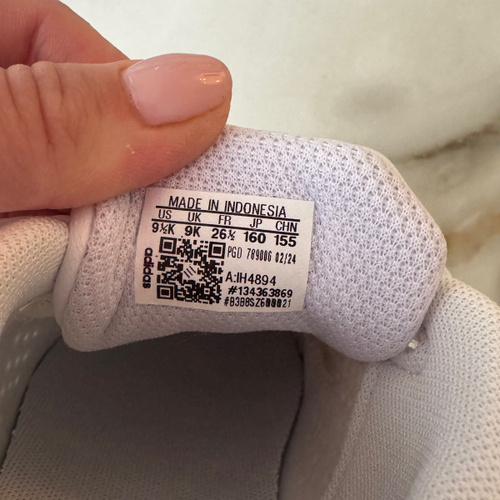 MADE IN INDONESIA
US UK FR JP CHN
9½K 9K 26½ 160 155
PGD 789006 02/24
A:IH4894
#134363869
adidas